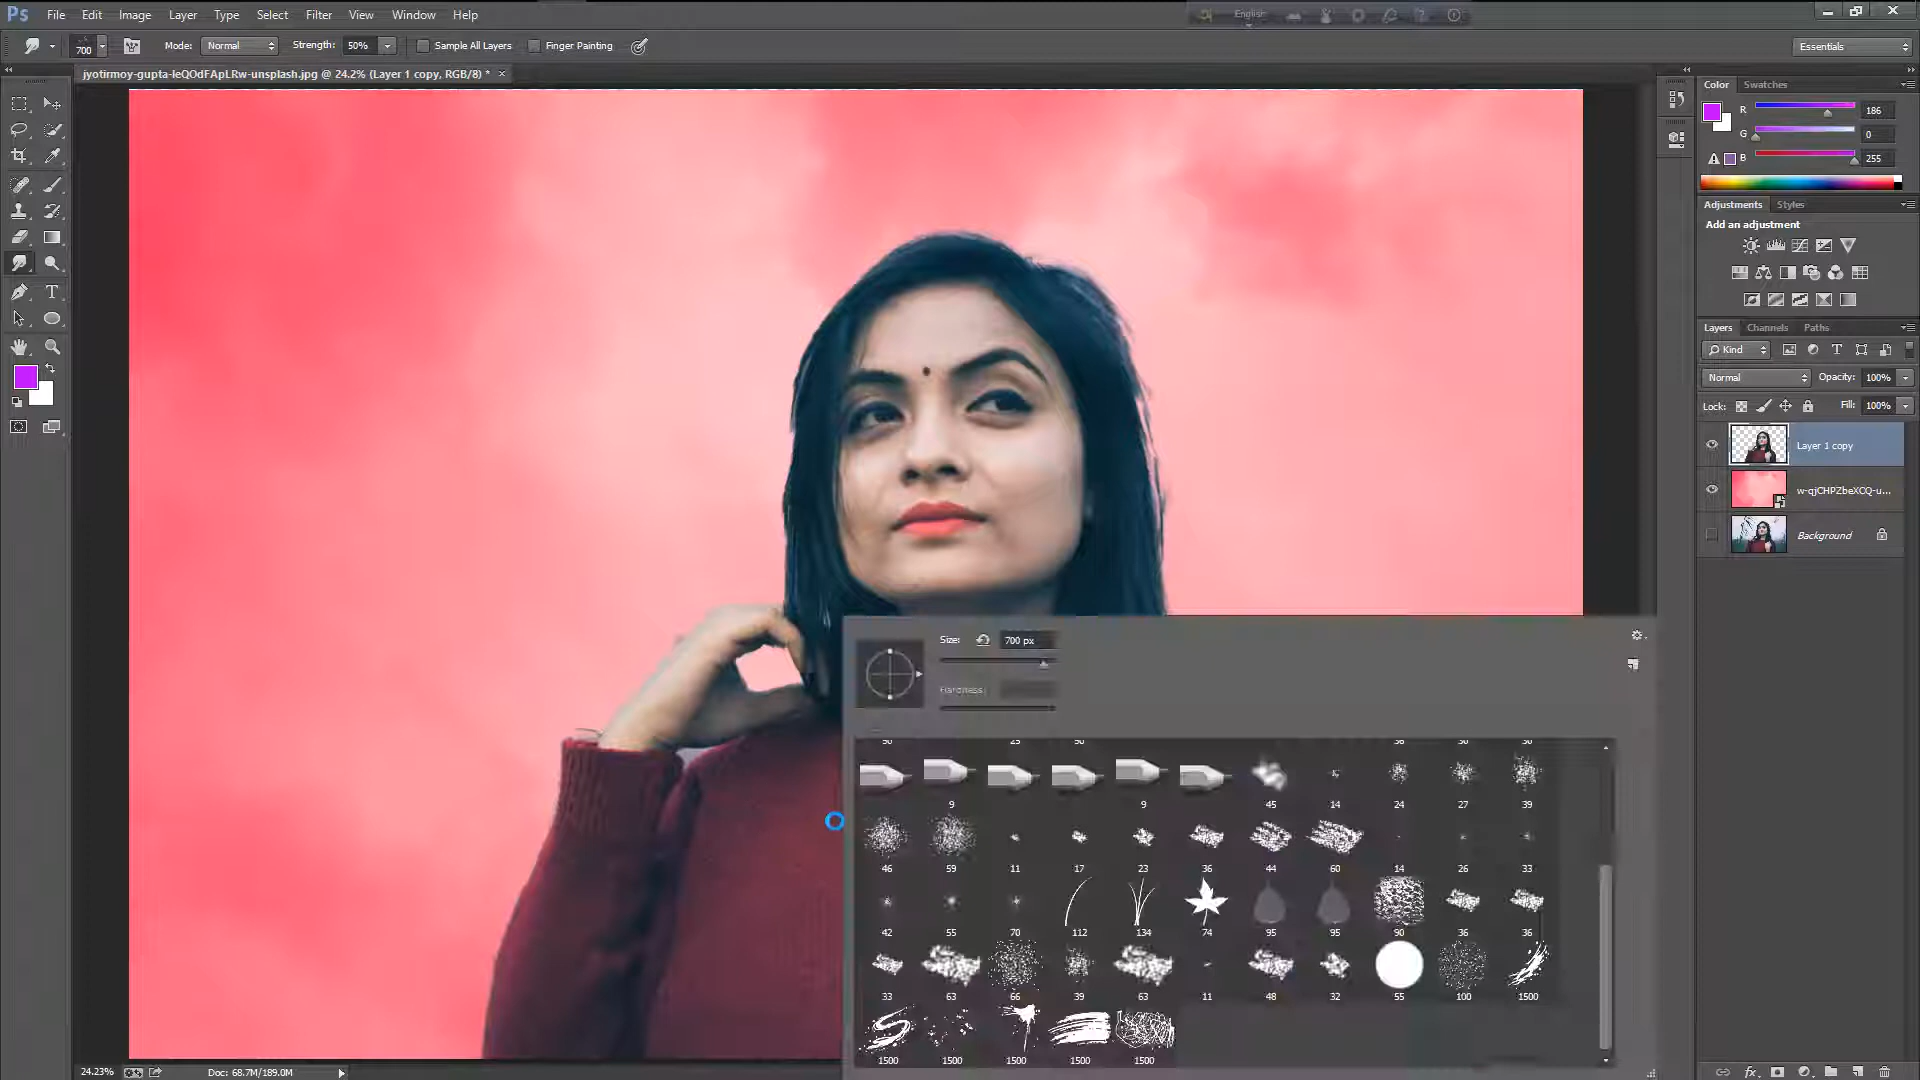 Ps File Edit Image Layer Type Select Filter View Window Help English
700 Mode: Normal Strength: 50% Sample All Layers Finger Painting Essentials
jyotirmoy-gupta-IeQOdFApLRw-unsplash.jpg @ 24.2% (Layer 1 copy, RGB/8) * ×
Color Swatches
R 186
G 0
B 255
Adjustments Styles
Add an adjustment
Layers Channels Paths
Kind
Normal Opacity: 100%
Lock: Fill: 100%
Layer 1 copy
w-qjCHPZbeXCQ-u...
Background
Size: 700 px
Hardness:
50 25 50 36 36 36
9 9 45 14 24 27 39
46 59 11 17 23 36 44 60 14 26 33
42 55 70 112 134 74 95 95 90 36 36
33 63 66 39 63 11 48 32 55 100 1500
1500 1500 1500 1500 1500
24.23% Doc: 68.7M/189.0M